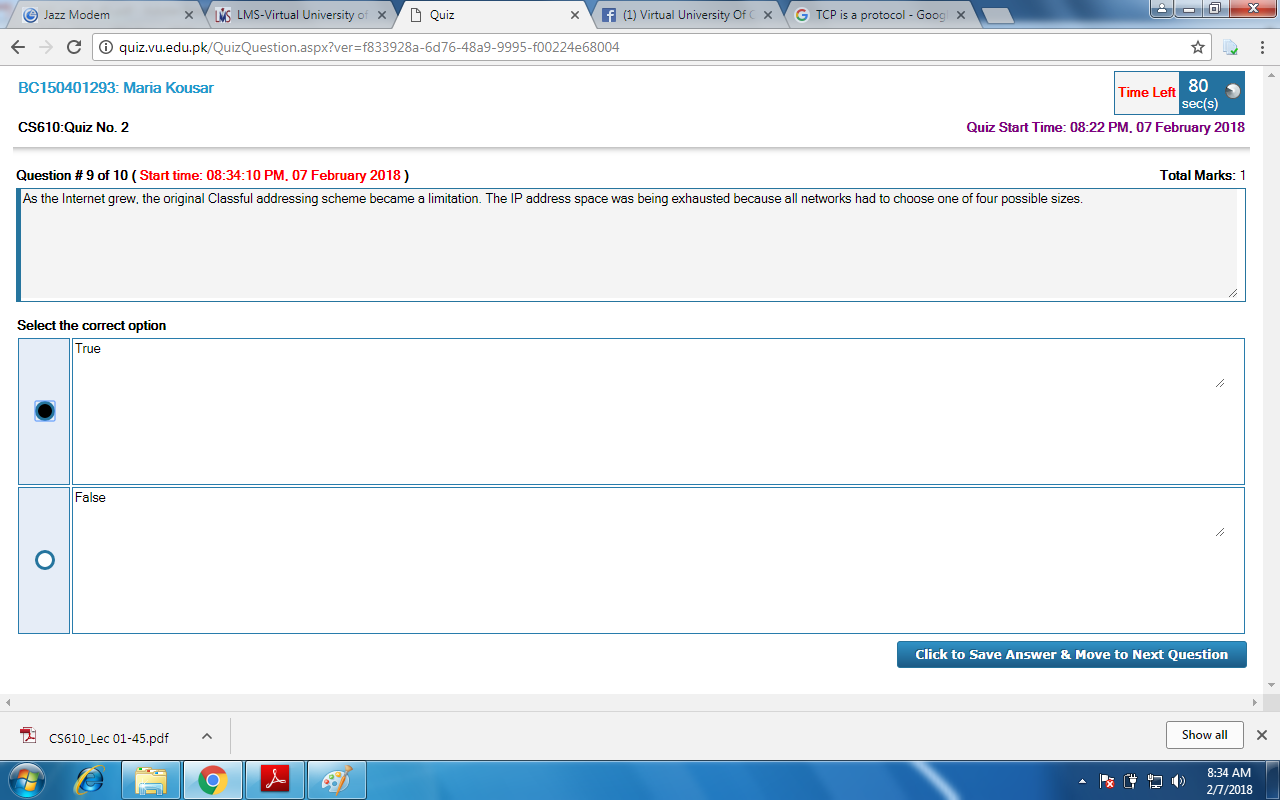 Jazz Modem
LMS-Virtual University of
Quiz
(1) Virtual University Of
TCP is a protocol - Goog
quiz.vu.edu.pk/QuizQuestion.aspx?ver=f833928a-6d76-48a9-9995-f00224e68004
BC150401293: Maria Kousar
Time Left 80 sec(s)
CS610:Quiz No. 2
Quiz Start Time: 08:22 PM, 07 February 2018
Question # 9 of 10 ( Start time: 08:34:10 PM, 07 February 2018 )
Total Marks: 1
As the Internet grew, the original Classful addressing scheme became a limitation. The IP address space was being exhausted because all networks had to choose one of four possible sizes.
Select the correct option
True
False
Click to Save Answer & Move to Next Question
CS610_Lec 01-45.pdf
Show all
8:34 AM
2/7/2018